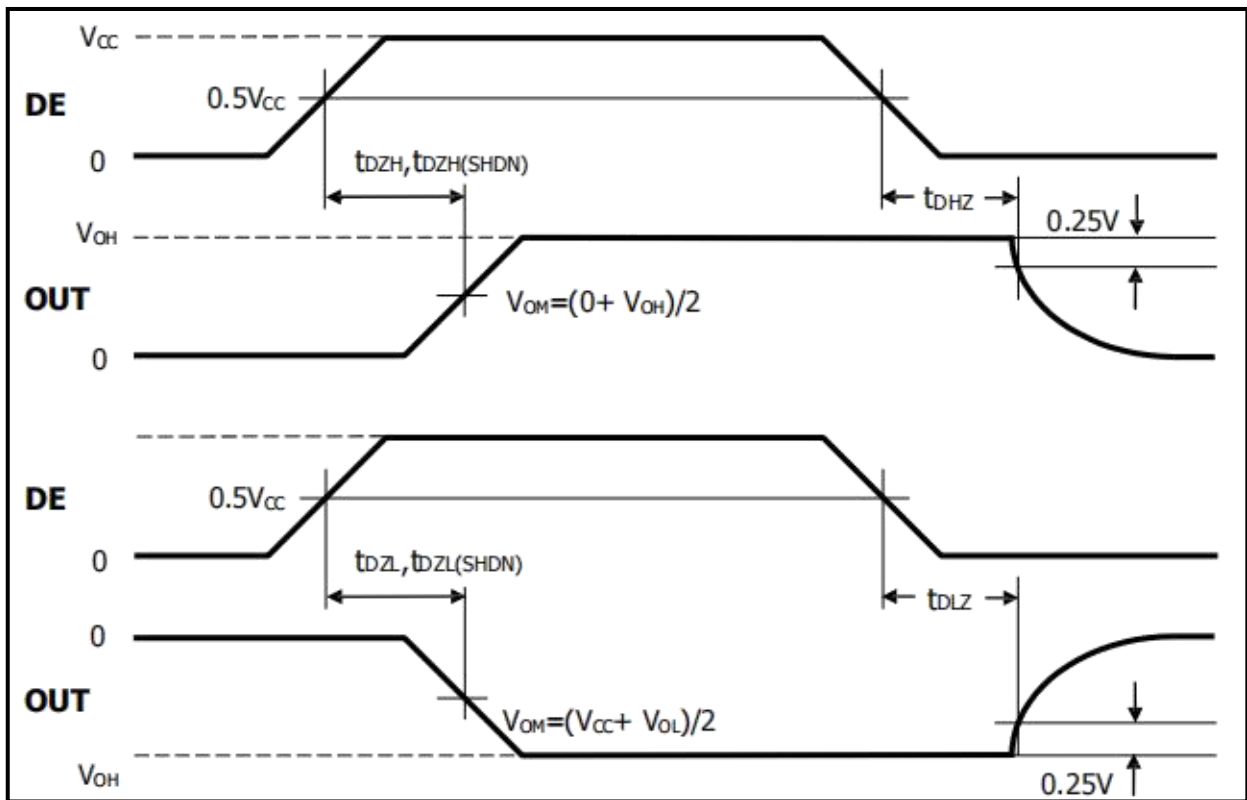 VCC
DE
0.5VCC
0
tDZH,tDZH(SHDN)
tDHZ
0.25V
VOH
OUT
VOM=(0+ VOH)/2
0
DE
0.5VCC
0
tDZL,tDZL(SHDN)
tDLZ
0
OUT
VOM=(VCC+ VOL)/2
VOH
0.25V